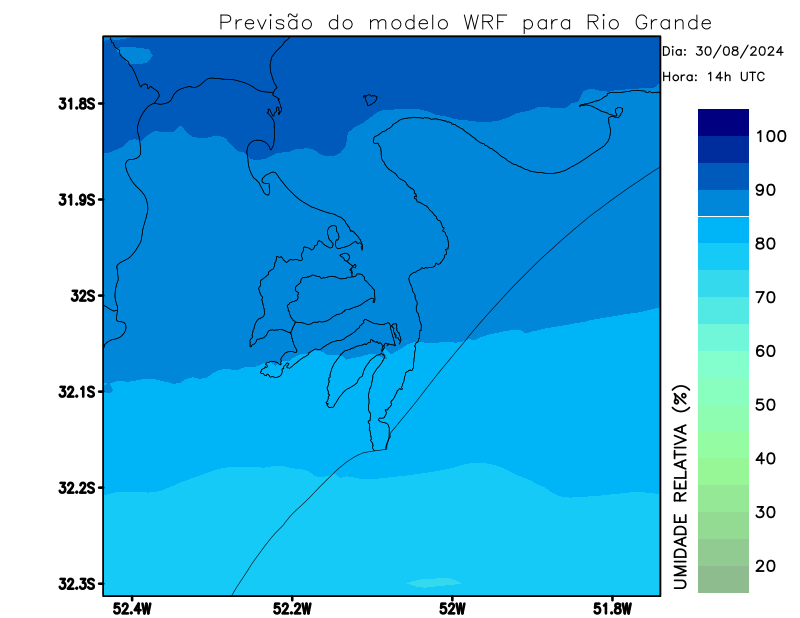 Previsão do modelo WRF para Rio Grande
Dia: 30/08/2024
Hora: 14h UTC
31.8S
31.9S
32S
32.1S
32.2S
32.3S
52.4W
52.2W
52W
51.8W
UMIDADE RELATIVA (%)
100
90
80
70
60
50
40
30
20